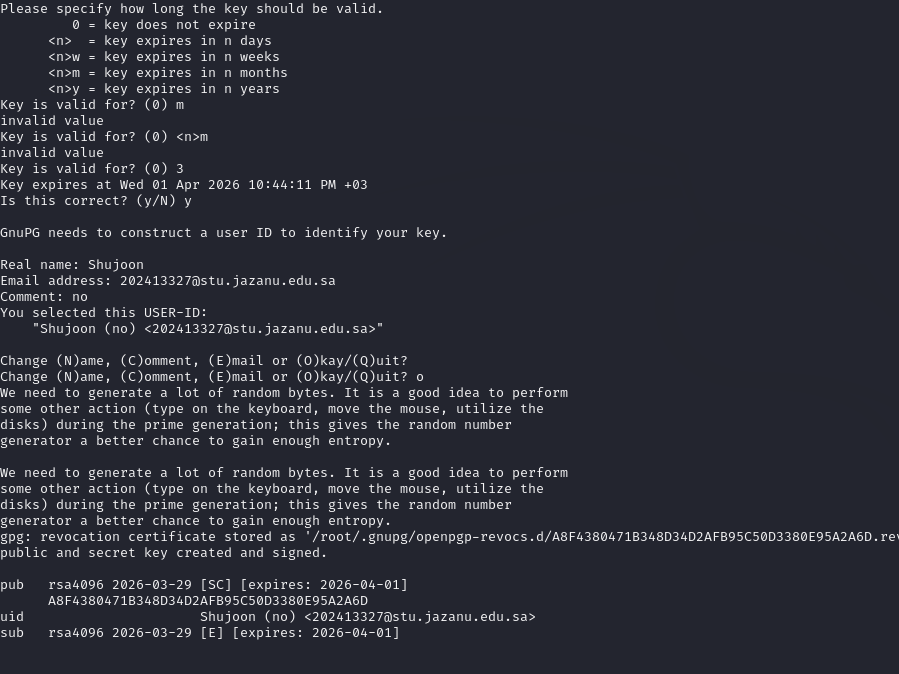 Please specify how long the key should be valid.
         0 = key does not expire
      <n>  = key expires in n days
      <n>w = key expires in n weeks
      <n>m = key expires in n months
      <n>y = key expires in n years
Key is valid for? (0) m
invalid value
Key is valid for? (0) <n>m
invalid value
Key is valid for? (0) 3
Key expires at Wed 01 Apr 2026 10:44:11 PM +03
Is this correct? (y/N) y

GnuPG needs to construct a user ID to identify your key.

Real name: Shujoon
Email address: 202413327@stu.jazanu.edu.sa
Comment: no
You selected this USER-ID:
    "Shujoon (no) <202413327@stu.jazanu.edu.sa>"

Change (N)ame, (C)omment, (E)mail or (O)kay/(Q)uit?
Change (N)ame, (C)omment, (E)mail or (O)kay/(Q)uit? o
We need to generate a lot of random bytes. It is a good idea to perform
some other action (type on the keyboard, move the mouse, utilize the
disks) during the prime generation; this gives the random number
generator a better chance to gain enough entropy.

We need to generate a lot of random bytes. It is a good idea to perform
some other action (type on the keyboard, move the mouse, utilize the
disks) during the prime generation; this gives the random number
generator a better chance to gain enough entropy.
gpg: revocation certificate stored as '/root/.gnupg/openpgp-revocs.d/A8F4380471B348D34D2AFB95C50D3380E95A2A6D.rev
public and secret key created and signed.

pub   rsa4096 2026-03-29 [SC] [expires: 2026-04-01]
      A8F4380471B348D34D2AFB95C50D3380E95A2A6D
uid                      Shujoon (no) <202413327@stu.jazanu.edu.sa>
sub   rsa4096 2026-03-29 [E] [expires: 2026-04-01]